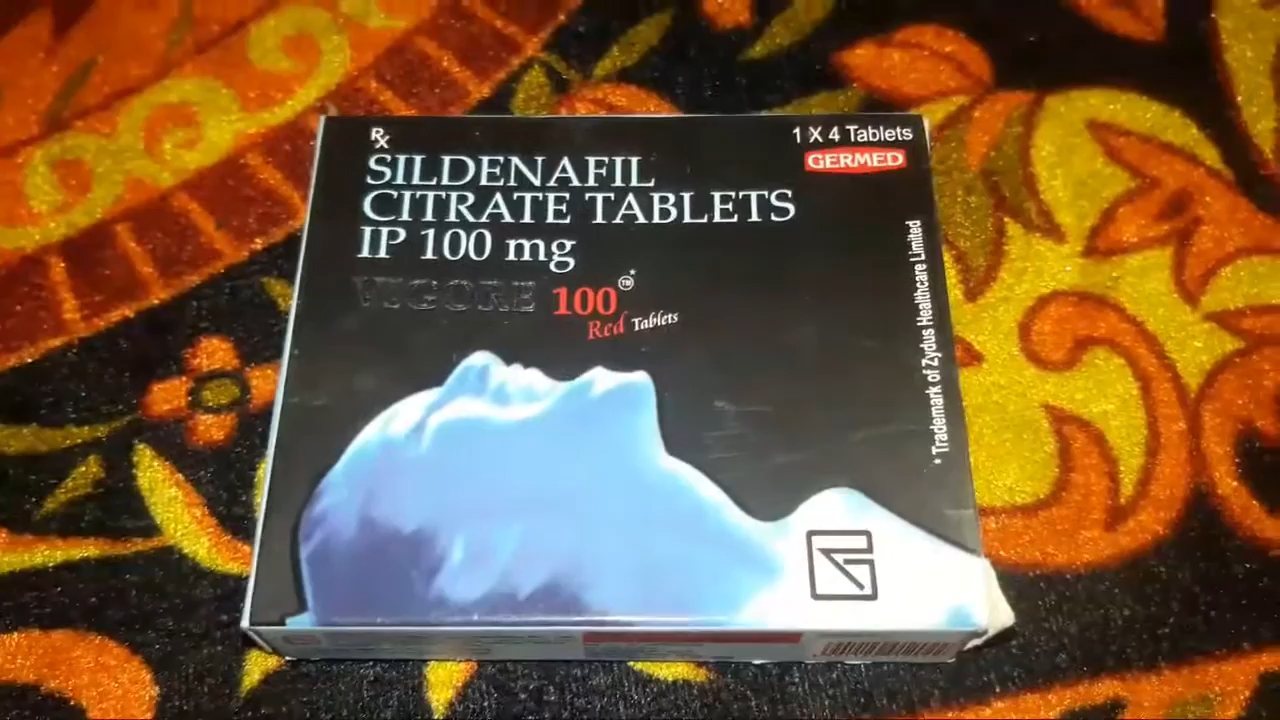 Rx
SILDENAFIL
CITRATE TABLETS
IP 100 mg
VIGORE 100 ™*
Red Tablets
1 X 4 Tablets
GERMED
* Trademark of Zydus Healthcare Limited